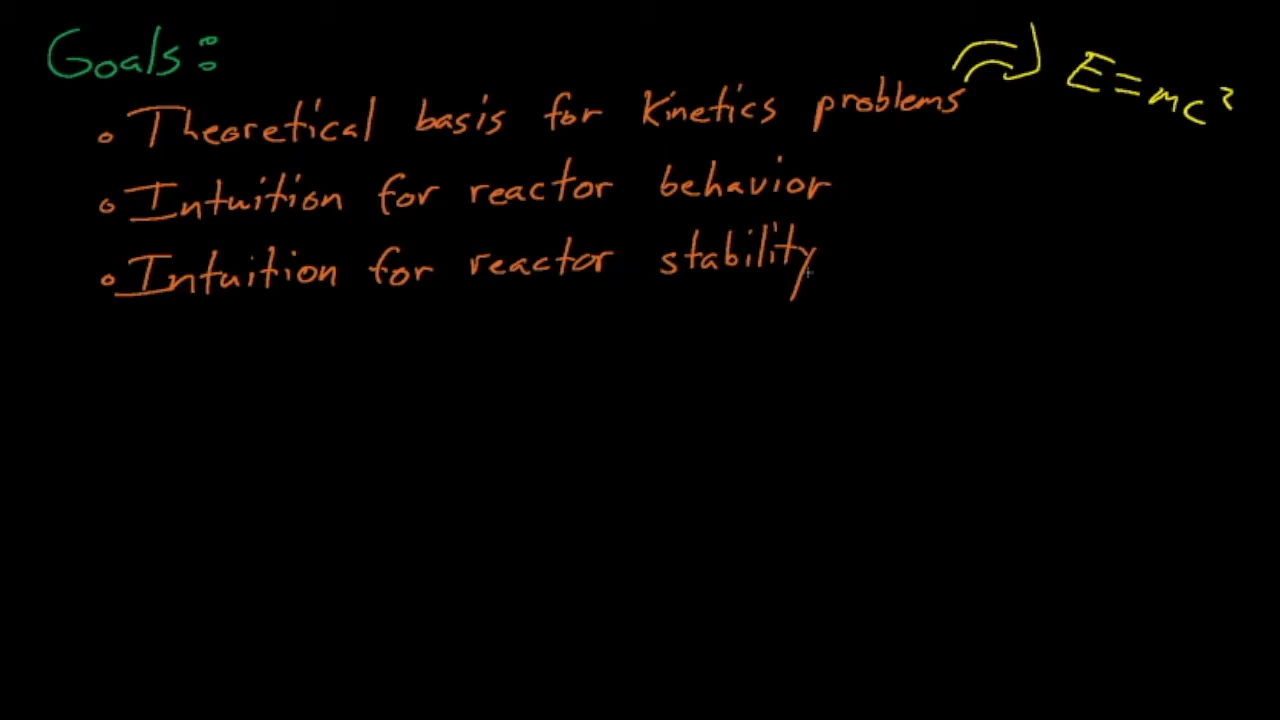 Goals:
• Theoretical basis for Kinetics problems
E=mc²
• Intuition for reactor behavior
• Intuition for reactor stability